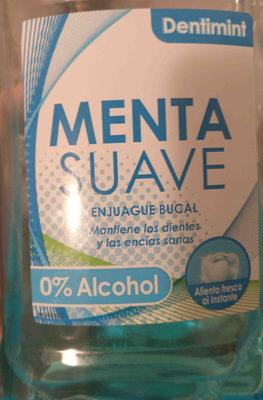 Dentimint
MENTA
SUAVE
ENJUAGUE BUCAL
Mantiene los dientes
y las encías sanas
0% Alcohol
Aliento fresco
al instante